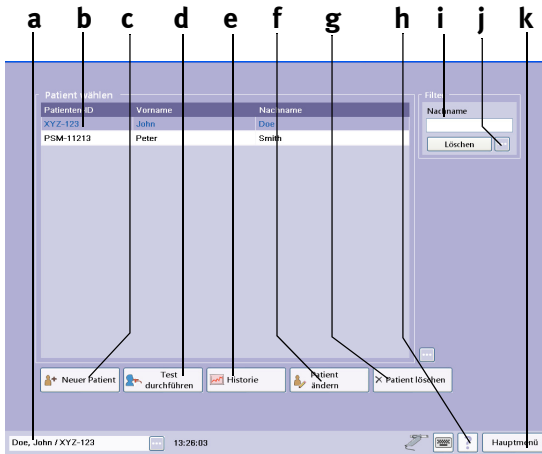 a b c d e f g h i j k
Patient wählen
Patienten ID Vorname Nachname
XYZ-123 John Doe
PSM-11213 Peter Smith
Filter
Nachname
Löschen
...
...
Neuer Patient
Test
durchführen
Historie
Patient
ändern
Patient löschen
Doe, John / XYZ-123 ... 13:26:03 ? Hauptmenü